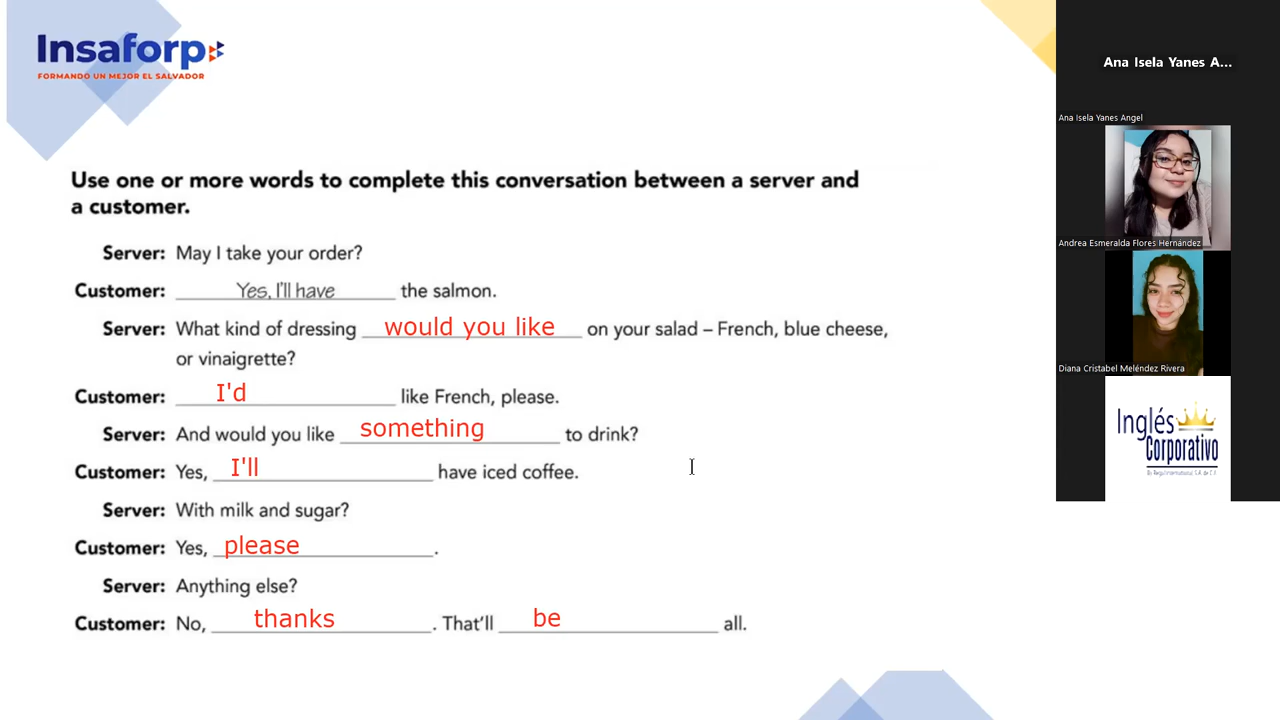 Insaforp
FORMANDO UN MEJOR EL SALVADOR
Use one or more words to complete this conversation between a server and
a customer.
Server: May I take your order?
Customer: Yes, I'll have the salmon.
Server: What kind of dressing would you like on your salad – French, blue cheese,
or vinaigrette?
Customer: I'd like French, please.
Server: And would you like something to drink?
Customer: Yes, I'll have iced coffee.
Server: With milk and sugar?
Customer: Yes, please.
Server: Anything else?
Customer: No, thanks. That'll be all.
Ana Isela Yanes A...
Ana Isela Yanes Angel
Andrea Esmeralda Flores Hernández
Diana Cristabel Meléndez Rivera
Inglés
Corporativo